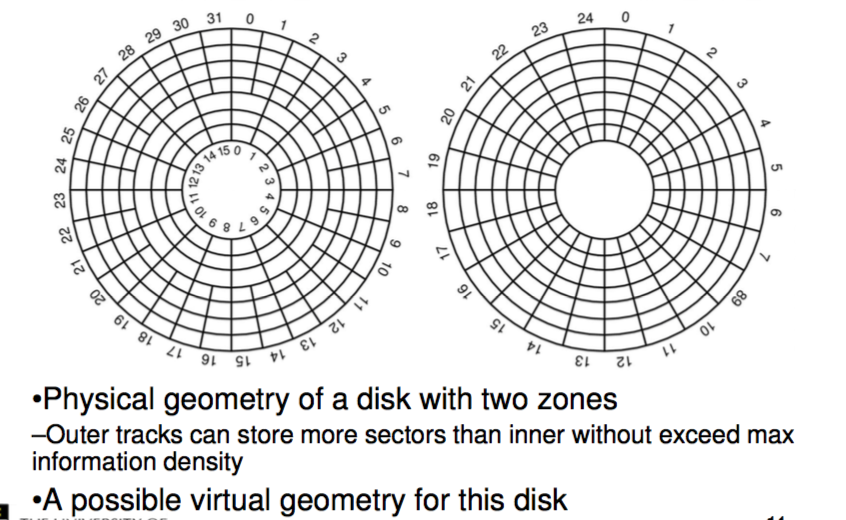 0 1 2 3 4 5 6 7 8 9 10 11 12 13 14 15 16 17 18 19 20 21 22 23 24 25 26 27 28 29 30 31
0 1 2 3 4 5 6 7 8 9 10 11 12 13 14 15
0 1 2 3 4 5 6 7 89 10 11 12 13 14 15 16 17 18 19 20 21 22 23 24
•Physical geometry of a disk with two zones
–Outer tracks can store more sectors than inner without exceed max
information density
•A possible virtual geometry for this disk
THE UNIVERSITY OF